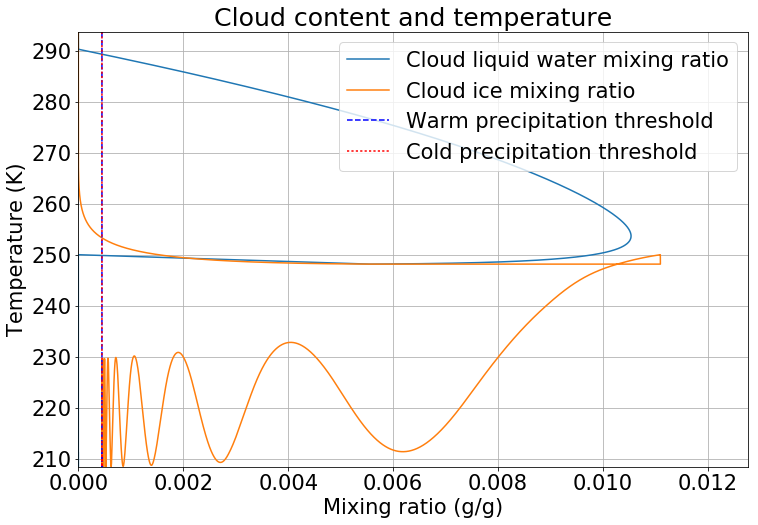 Cloud content and temperature
Cloud liquid water mixing ratio
Cloud ice mixing ratio
Warm precipitation threshold
Cold precipitation threshold
Temperature (K)
290
280
270
260
250
240
230
220
210
0.000 0.002 0.004 0.006 0.008 0.010 0.012
Mixing ratio (g/g)